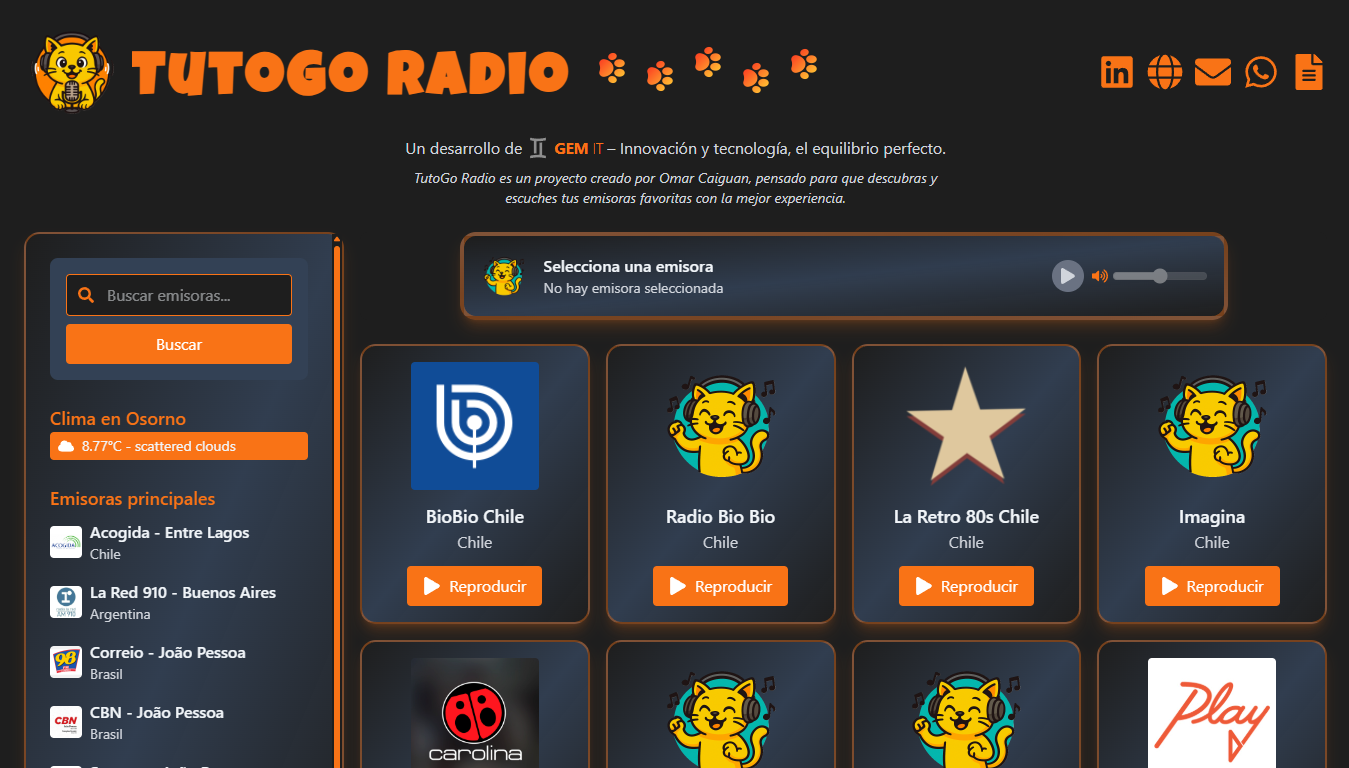 TUTOGO RADIO
Un desarrollo de GEM IT – Innovación y tecnología, el equilibrio perfecto.
TutoGo Radio es un proyecto creado por Omar Caiguan, pensado para que descubras y
escuches tus emisoras favoritas con la mejor experiencia.
Buscar emisoras...
Buscar
Clima en Osorno
8.77°C - scattered clouds
Emisoras principales
ACOGIDA
Acogida - Entre Lagos
Chile
La Red 910 - Buenos Aires
Argentina
98
Correio - João Pessoa
Brasil
CBN
CBN - João Pessoa
Brasil
Selecciona una emisora
No hay emisora seleccionada
BioBio Chile
Chile
Reproducir
Radio Bio Bio
Chile
Reproducir
La Retro 80s Chile
Chile
Reproducir
Imagina
Chile
Reproducir
carolina
Play